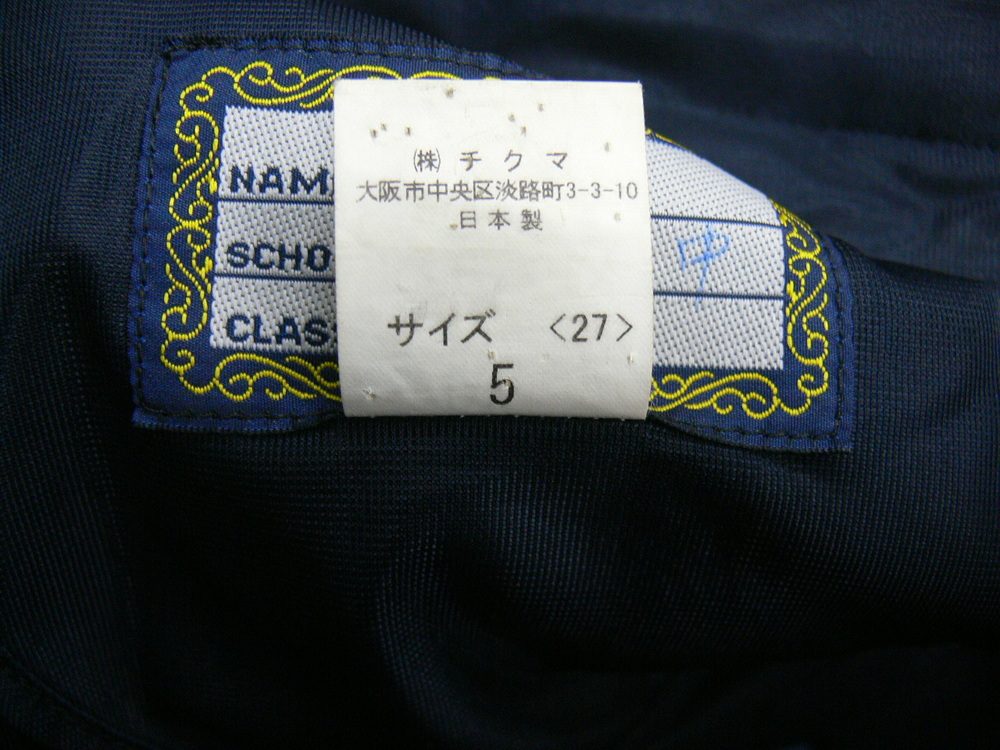 ㈱ チクマ
大阪市中央区淡路町3-3-10
日本製
サイズ <27>
5
NAM
SCHO
CLAS